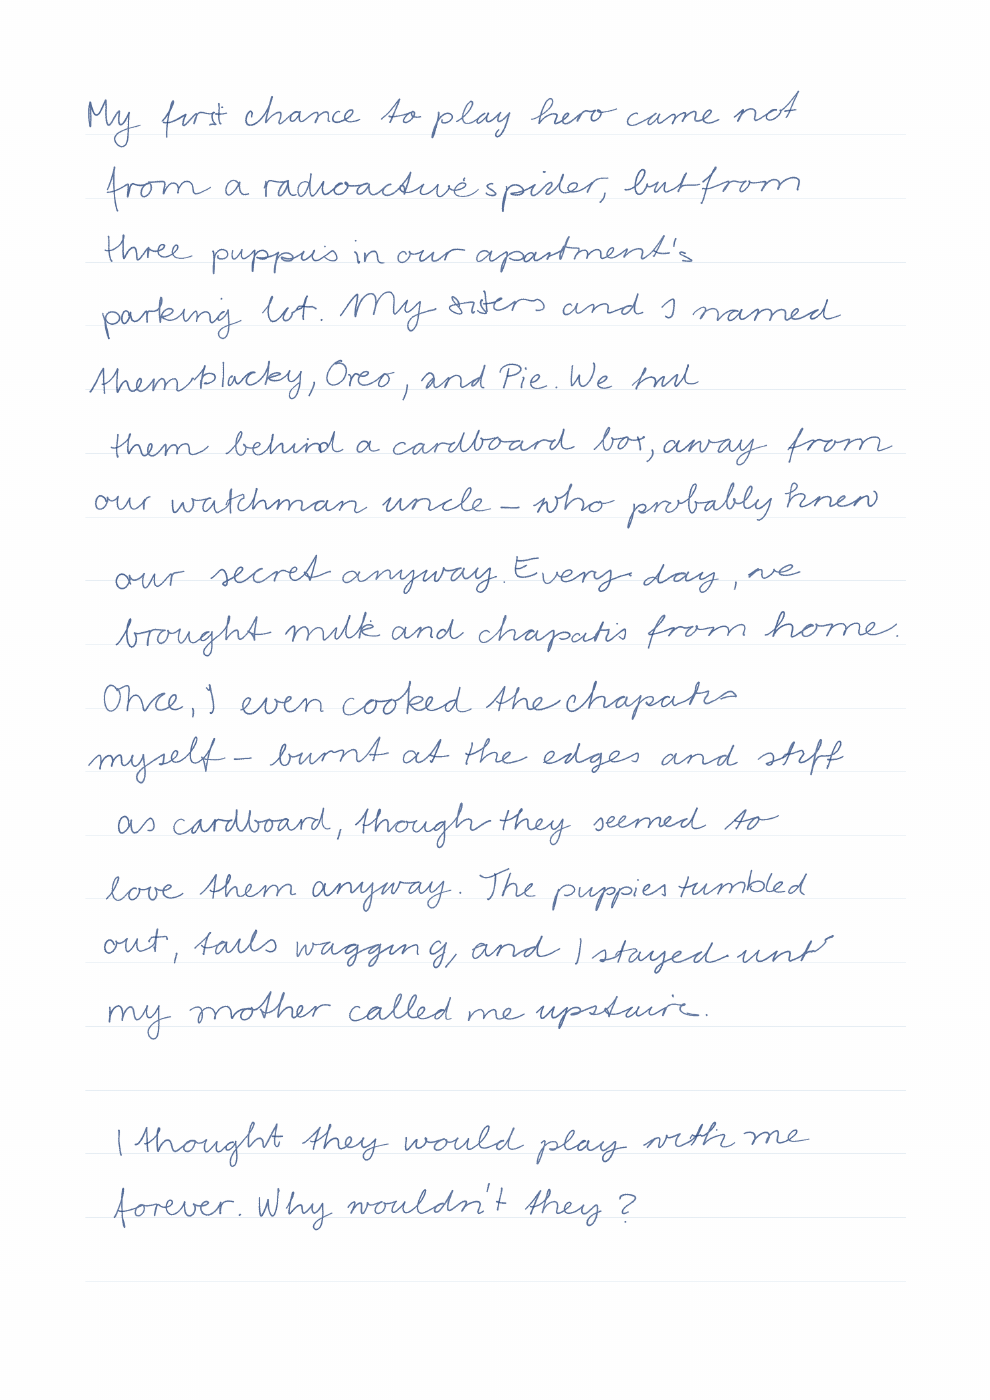 My first chance to play hero came not
from a radioactive spider, but from
three puppies in our apartment's
parking lot. My sisters and I named
them blacky, Oreo, and Pie. We hid
them behind a cardboard box, away from
our watchman uncle – who probably knew
our secret anyway. Every day, we
brought milk and chapatis from home.
Once, I even cooked the chapatis
myself – burnt at the edges and stiff
as cardboard, though they seemed to
love them anyway. The puppies tumbled
out, tails wagging, and I stayed until
my mother called me upstairs.
I thought they would play with me
forever. Why wouldn't they?